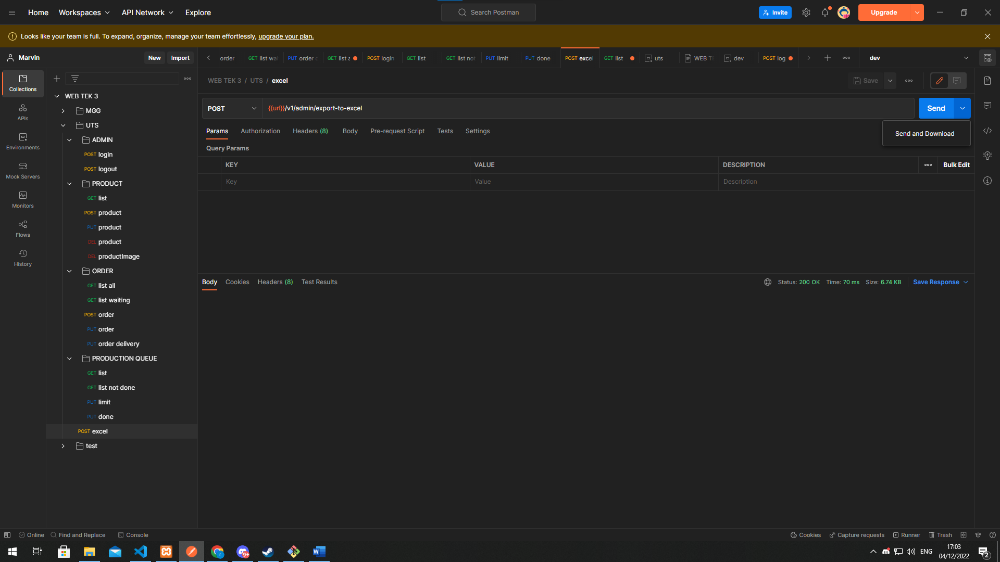 Home
Workspaces
API Network
Explore
Search Postman
Invite
Upgrade
Looks like your team is full. To expand, organize, manage your team effortlessly, upgrade your plan.
Marvin
New
Import
order
GET list wai
PUT order
GET list a
POST login
GET list
GET list not
PUT limit
PUT done
POST excel
GET list
uts
WEB T
dev
POST log
dev
Collections
APIs
Environments
Mock Servers
Monitors
Flows
History
WEB TEK 3
MGG
UTS
ADMIN
POST login
POST logout
PRODUCT
GET list
POST product
PUT product
DEL product
DEL productImage
ORDER
GET list all
GET list waiting
POST order
PUT order
PUT order delivery
PRODUCTION QUEUE
GET list
GET list not done
PUT limit
PUT done
POST excel
test
WEB TEK 3 / UTS / excel
Save
POST
{{url}}/v1/admin/export-to-excel
Send
Send and Download
Params
Authorization
Headers (8)
Body
Pre-request Script
Tests
Settings
Query Params
KEY
VALUE
DESCRIPTION
Bulk Edit
Key
Value
Description
Body
Cookies
Headers (8)
Test Results
Status: 200 OK
Time: 70 ms
Size: 6.74 KB
Save Response
Online
Find and Replace
Console
Cookies
Capture requests
Runner
Trash
9+
ENG
17:03
04/12/2022
2